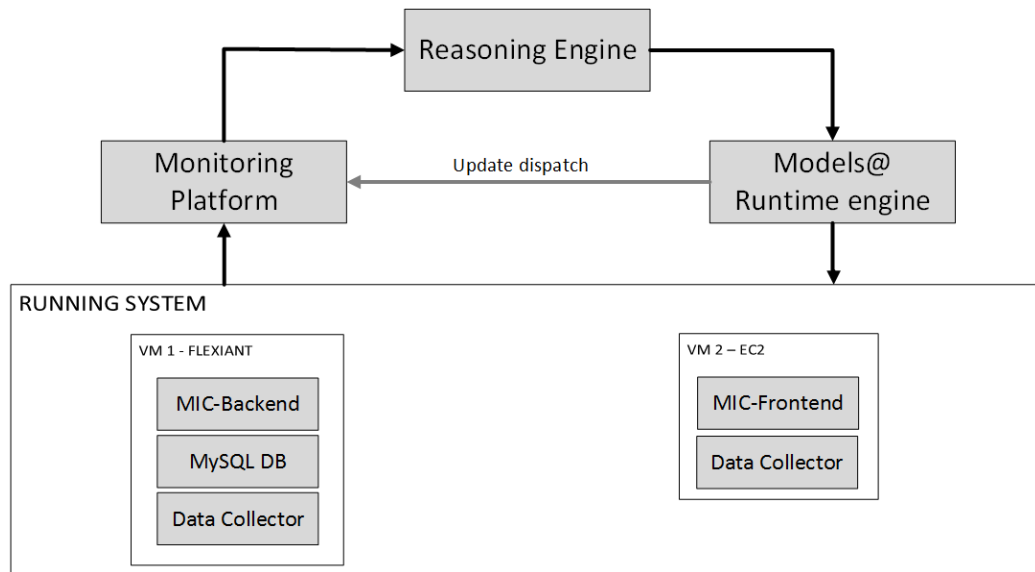 Reasoning Engine
Monitoring
Platform
Update dispatch
Models@
Runtime engine
RUNNING SYSTEM
VM 1 - FLEXIANT
MIC-Backend
MySQL DB
Data Collector
VM 2 – EC2
MIC-Frontend
Data Collector